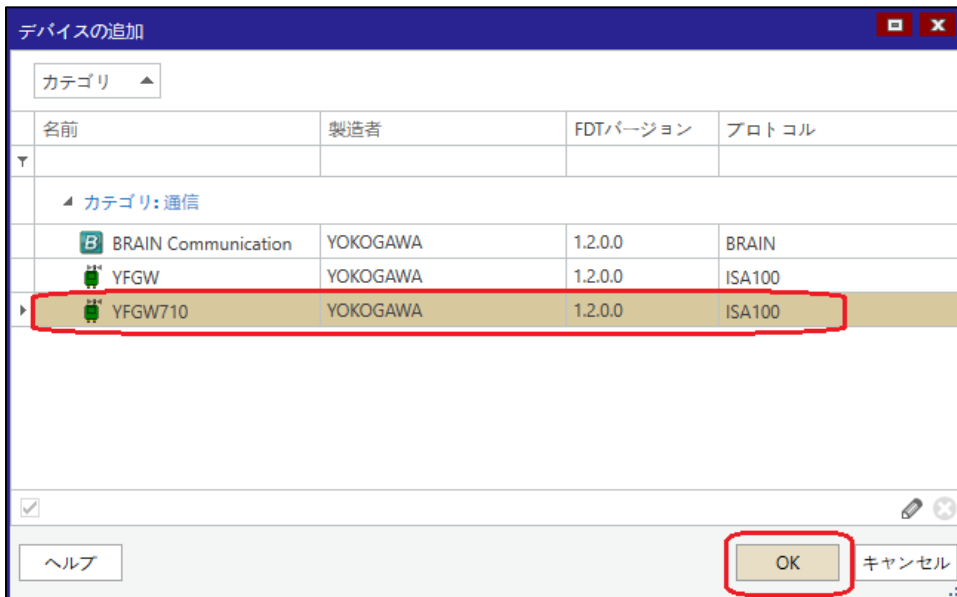 デバイスの追加
カテゴリ
名前 製造者 FDTバージョン プロトコル
カテゴリ: 通信
B BRAIN Communication YOKOGAWA 1.2.0.0 BRAIN
YFGW YOKOGAWA 1.2.0.0 ISA100
YFGW710 YOKOGAWA 1.2.0.0 ISA100
ヘルプ OK キャンセル